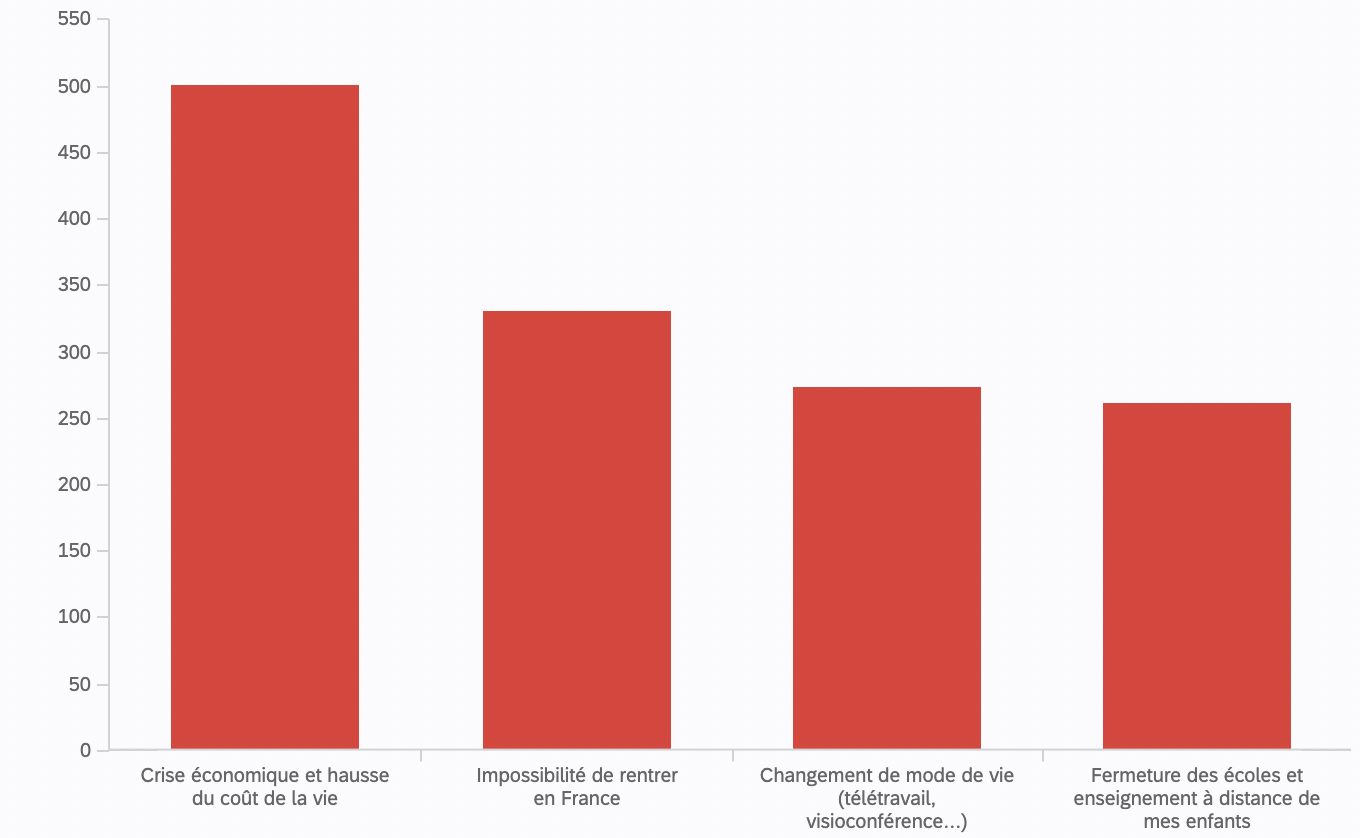 550
500
450
400
350
300
250
200
150
100
50
0
Crise économique et hausse
du coût de la vie
Impossibilité de rentrer
en France
Changement de mode de vie
(télétravail,
visioconférence...)
Fermeture des écoles et
enseignement à distance de
mes enfants